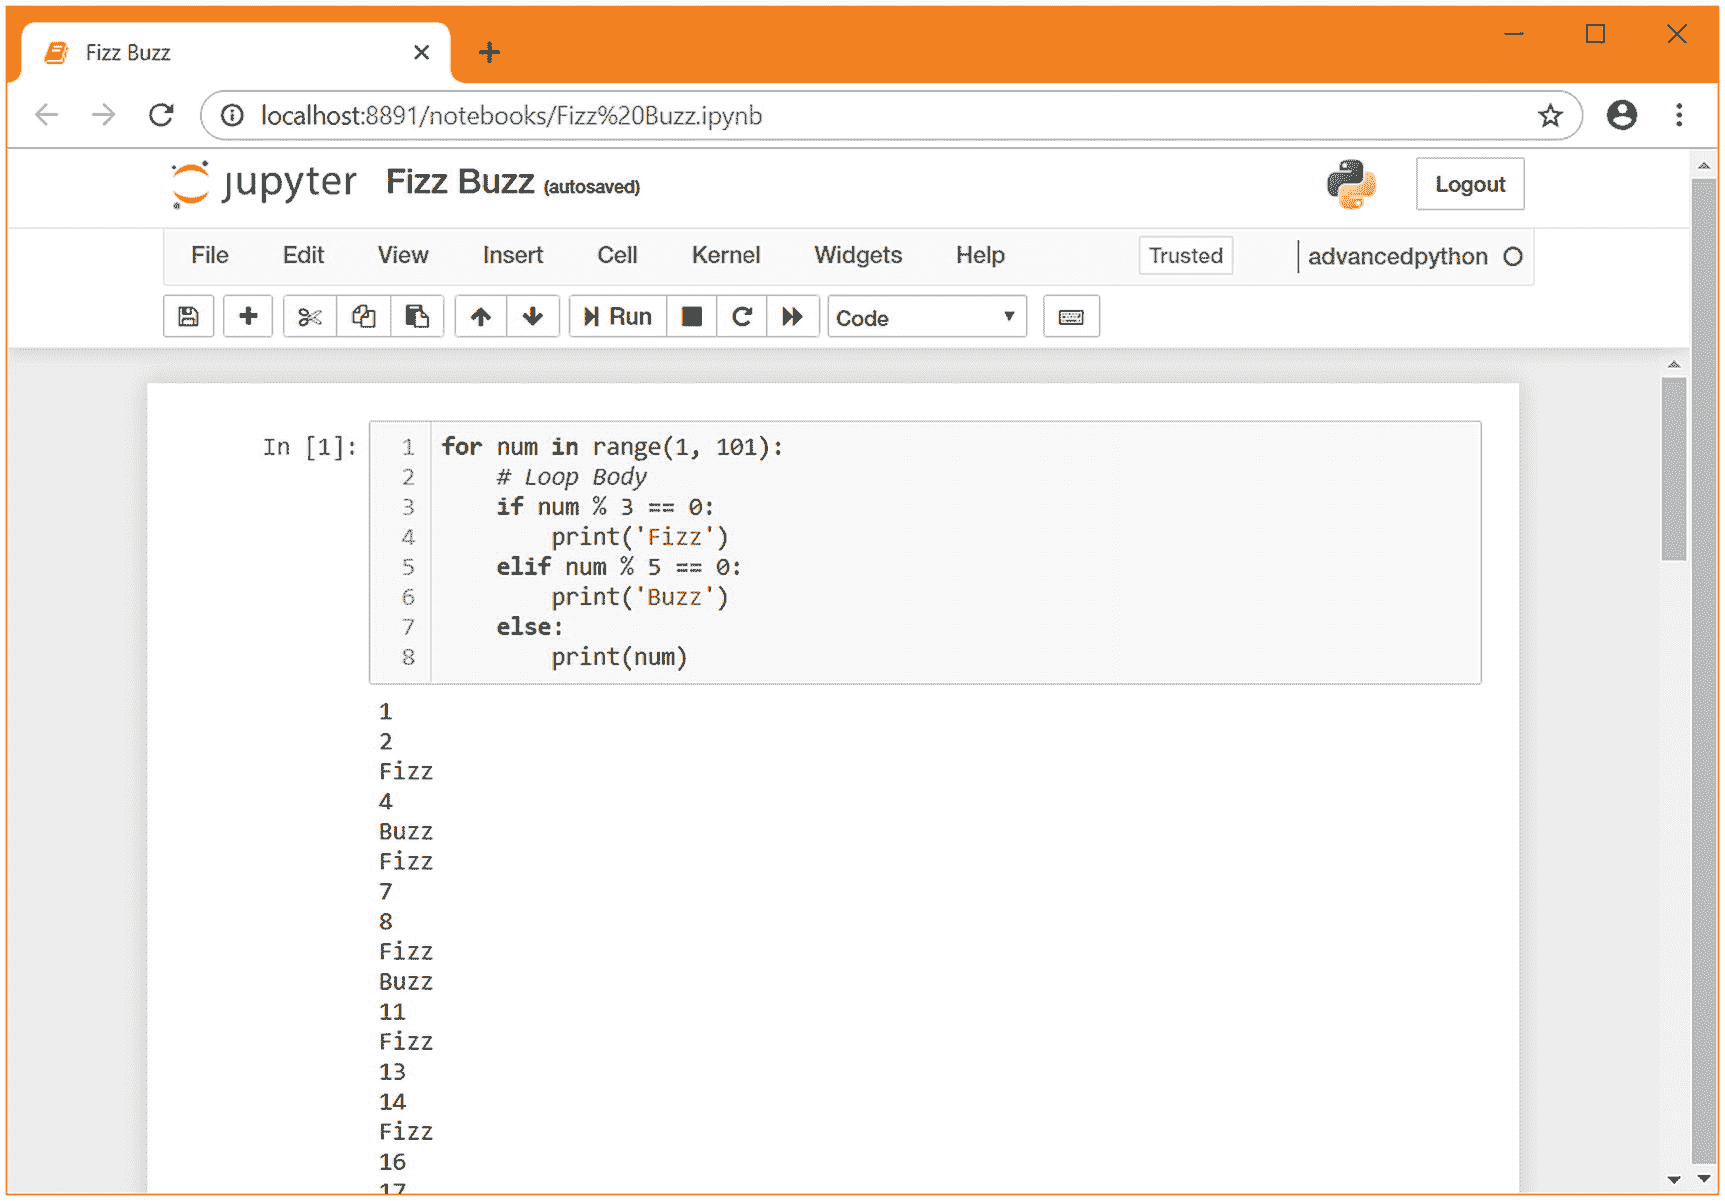 Fizz Buzz
localhost:8891/notebooks/Fizz%20Buzz.ipynb
jupyter Fizz Buzz (autosaved) Logout
File Edit View Insert Cell Kernel Widgets Help Trusted advancedpython
Run Code
In [1]: 1 for num in range(1, 101):
2 # Loop Body
3 if num % 3 == 0:
4 print('Fizz')
5 elif num % 5 == 0:
6 print('Buzz')
7 else:
8 print(num)
1
2
Fizz
4
Buzz
Fizz
7
8
Fizz
Buzz
11
Fizz
13
14
Fizz
16
17